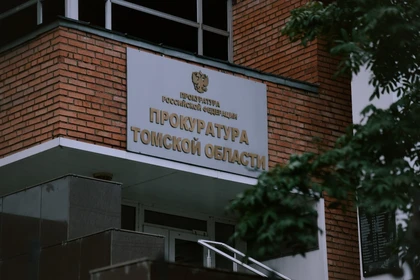 ПРОКУРАТУРА
РОССИЙСКОЙ ФЕДЕРАЦИИ
ПРОКУРАТУРА
ТОМСКОЙ ОБЛАСТИ